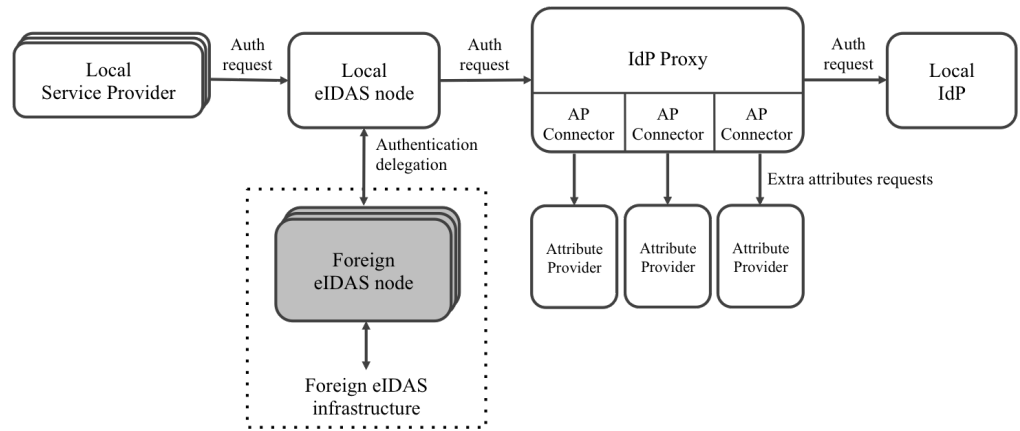 Local
Service Provider
Auth
request
Local
eIDAS node
Auth
request
IdP Proxy
AP
Connector
AP
Connector
AP
Connector
Auth
request
Local
IdP
Authentication
delegation
Extra attributes requests
Foreign
eIDAS node
Attribute
Provider
Attribute
Provider
Attribute
Provider
Foreign eIDAS
infrastructure